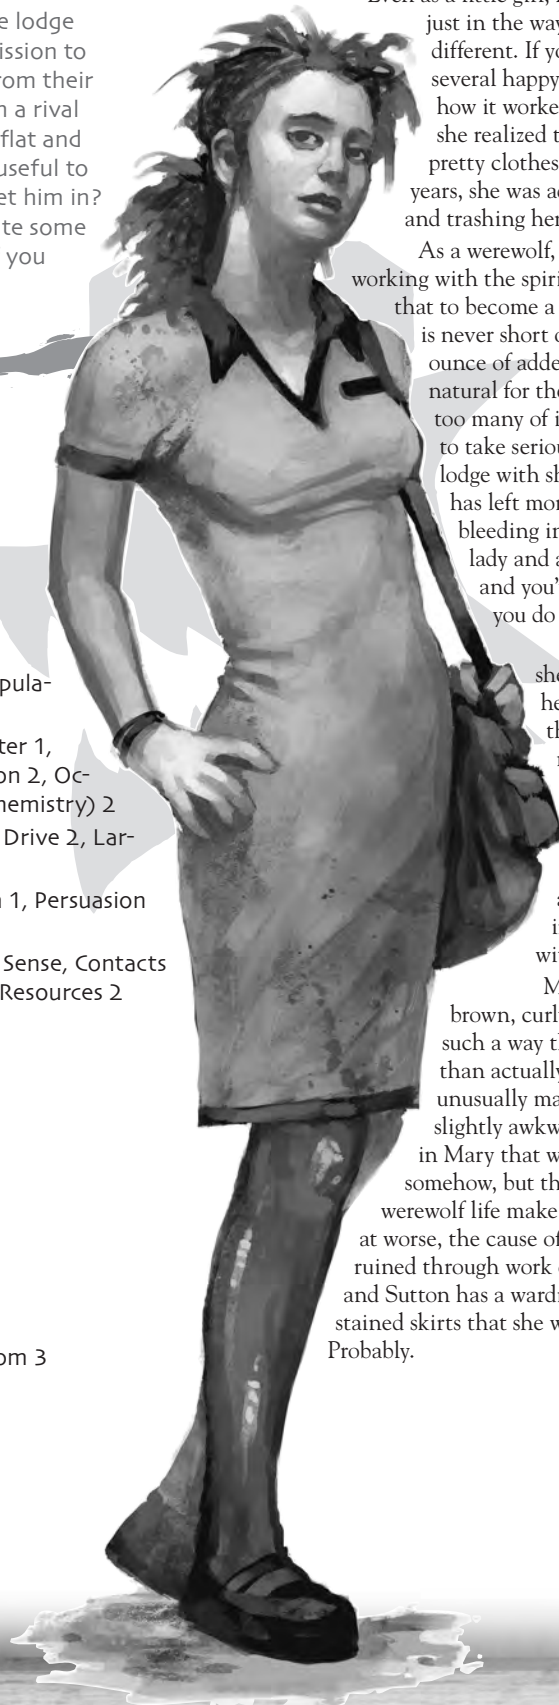 e lodge
ission to
rom their
n a rival
flat and
useful to
et him in?
te some
you
pula-
ter 1,
on 2, Oc-
hemistry) 2
Drive 2, Lar-
1, Persuasion
Sense, Contacts
Resources 2
om 3
just in the way
different. If yo
several happy
how it worke
she realized t
pretty clothes
years, she was a
and trashing her
As a werewolf,
working with the spiri
that to become a
is never short o
ounce of adde
natural for the
too many of i
to take seriou
lodge with sh
has left mor
bleeding in
lady and a
and you'
you do
sh
he
th
wi
M
brown, curl
such a way t
than actually
unusually ma
slightly awkw
in Mary that w
somehow, but th
werewolf life make
at worse, the cause of
ruined through work
and Sutton has a wardr
stained skirts that she w
Probably.